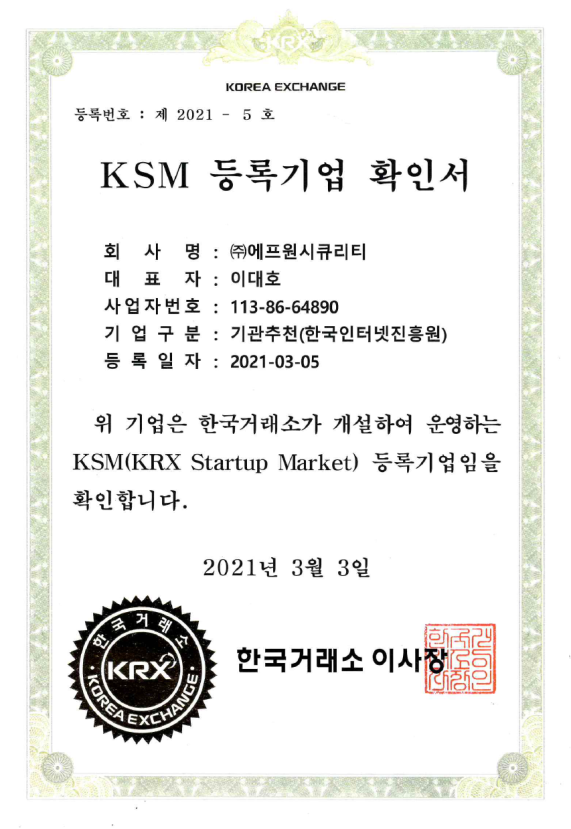 KRX
KOREA EXCHANGE
등록번호 : 제 2021 - 5 호
KSM 등록기업 확인서
회 사 명 : ㈜에프원시큐리티
대 표 자 : 이대호
사업자번호 : 113-86-64890
기 업 구 분 : 기관추천(한국인터넷진흥원)
등 록 일 자 : 2021-03-05
위 기업은 한국거래소가 개설하여 운영하는
KSM(KRX Startup Market) 등록기업임을
확인합니다.
2021년 3월 3일
한국거래소
KRX
KOREA EXCHANGE
한국거래소 이사장